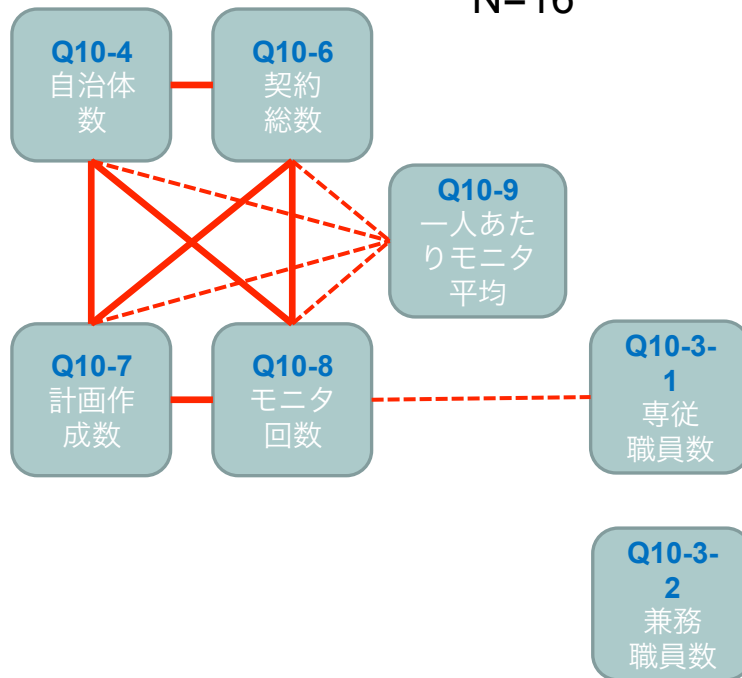 N=16
Q10-4
自治体
数
Q10-6
契約
総数
Q10-9
一人あた
りモニタ
平均
Q10-7
計画作
成数
Q10-8
モニタ
回数
Q10-3-
1
専従
職員数
Q10-3-
2
兼務
職員数